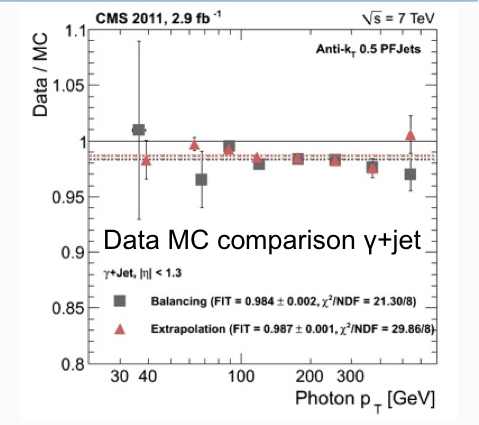 CMS 2011, 2.9 fb⁻¹ √s = 7 TeV
Data / MC
1.1
Anti-k_T 0.5 PFJets
1.05
1
0.95
Data MC comparison γ+jet
0.9
γ+Jet, |η| < 1.3
Balancing (FIT = 0.984 ± 0.002, χ²/NDF = 21.30/8)
0.85
Extrapolation (FIT = 0.987 ± 0.001, χ²/NDF = 29.86/8)
0.8
30 40 100 200 300
Photon p_T [GeV]